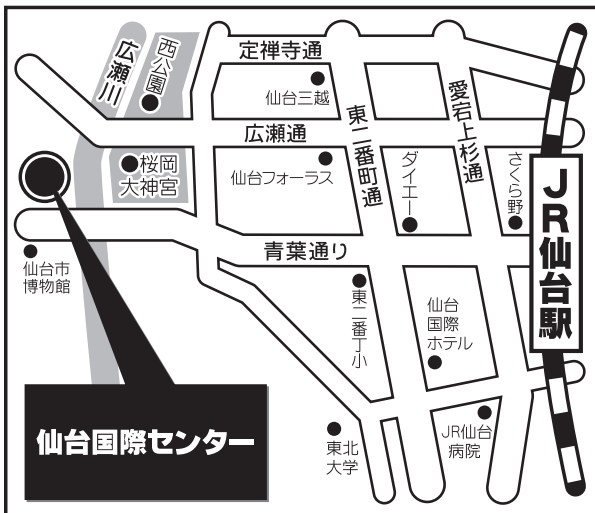 定禅寺通
西公園
広瀬川
仙台三越
愛宕上杉通
東二番町通
広瀬通
桜岡
大神宮
仙台フォーラス
ダイエー
さくら野
JR仙台駅
青葉通り
仙台市
博物館
東二番丁小
仙台
国際
ホテル
仙台国際センター
東北
大学
JR仙台
病院